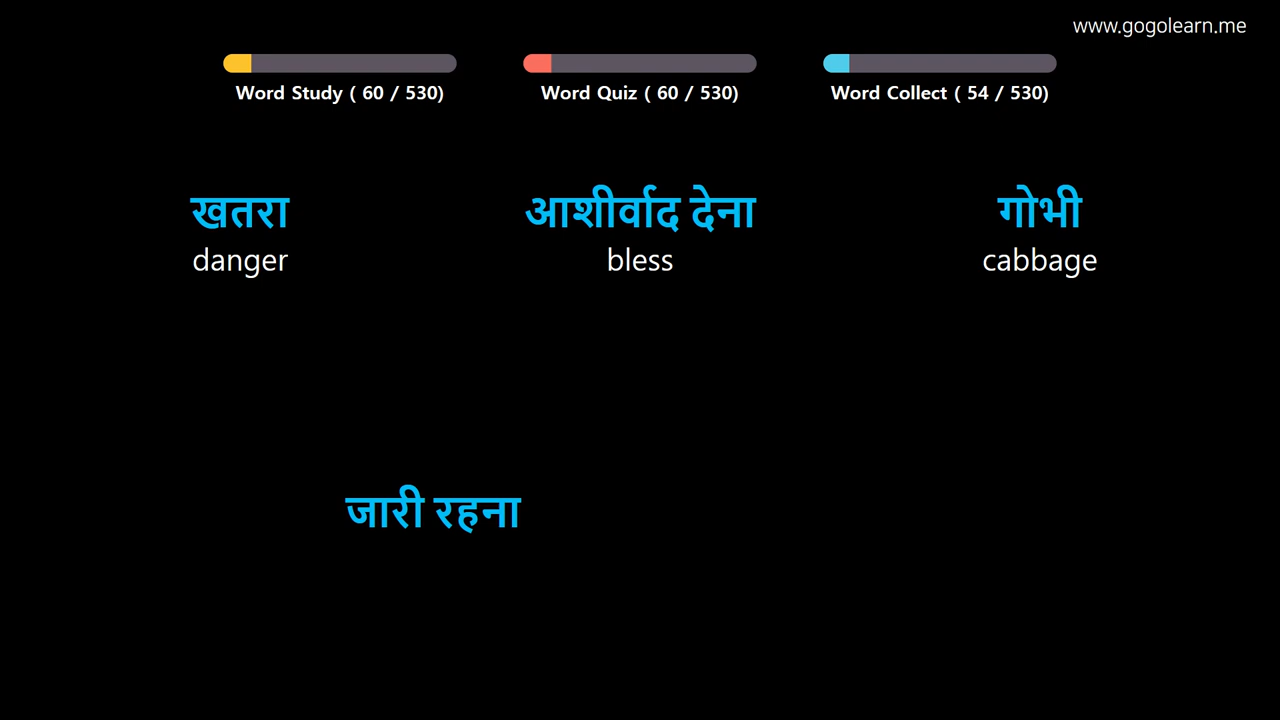 www.gogolearn.me
Word Study ( 60 / 530)
Word Quiz ( 60 / 530)
Word Collect ( 54 / 530)
खतरा
danger
आशीर्वाद देना
bless
गोभी
cabbage
जारी रहना